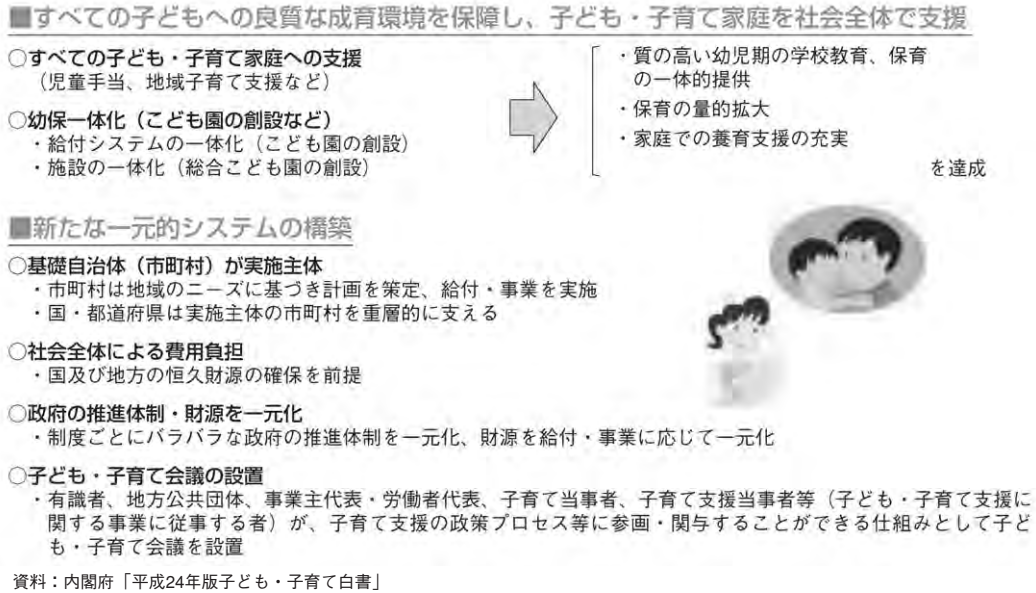 ■すべての子どもへの良質な成育環境を保障し、子ども・子育て家庭を社会全体で支援
○すべての子ども・子育て家庭への支援
(児童手当、地域子育て支援など)
○幼保一体化(こども園の創設など)
・給付システムの一体化(こども園の創設)
・施設の一体化(総合こども園の創設)
・質の高い幼児期の学校教育、保育
の一体的提供
・保育の量的拡大
・家庭での養育支援の充実
を達成
■新たな一元的システムの構築
○基礎自治体(市町村)が実施主体
・市町村は地域のニーズに基づき計画を策定、給付・事業を実施
・国・都道府県は実施主体の市町村を重層的に支える
○社会全体による費用負担
・国及び地方の恒久財源の確保を前提
○政府の推進体制・財源を一元化
・制度ごとにバラバラな政府の推進体制を一元化、財源を給付・事業に応じて一元化
○子ども・子育て会議の設置
・有識者、地方公共団体、事業主代表・労働者代表、子育て当事者、子育て支援当事者等(子ども・子育て支援に
関する事業に従事する者)が、子育て支援の政策プロセス等に参画・関与することができる仕組みとして子ど
も・子育て会議を設置
資料:内閣府「平成24年版子ども・子育て白書」